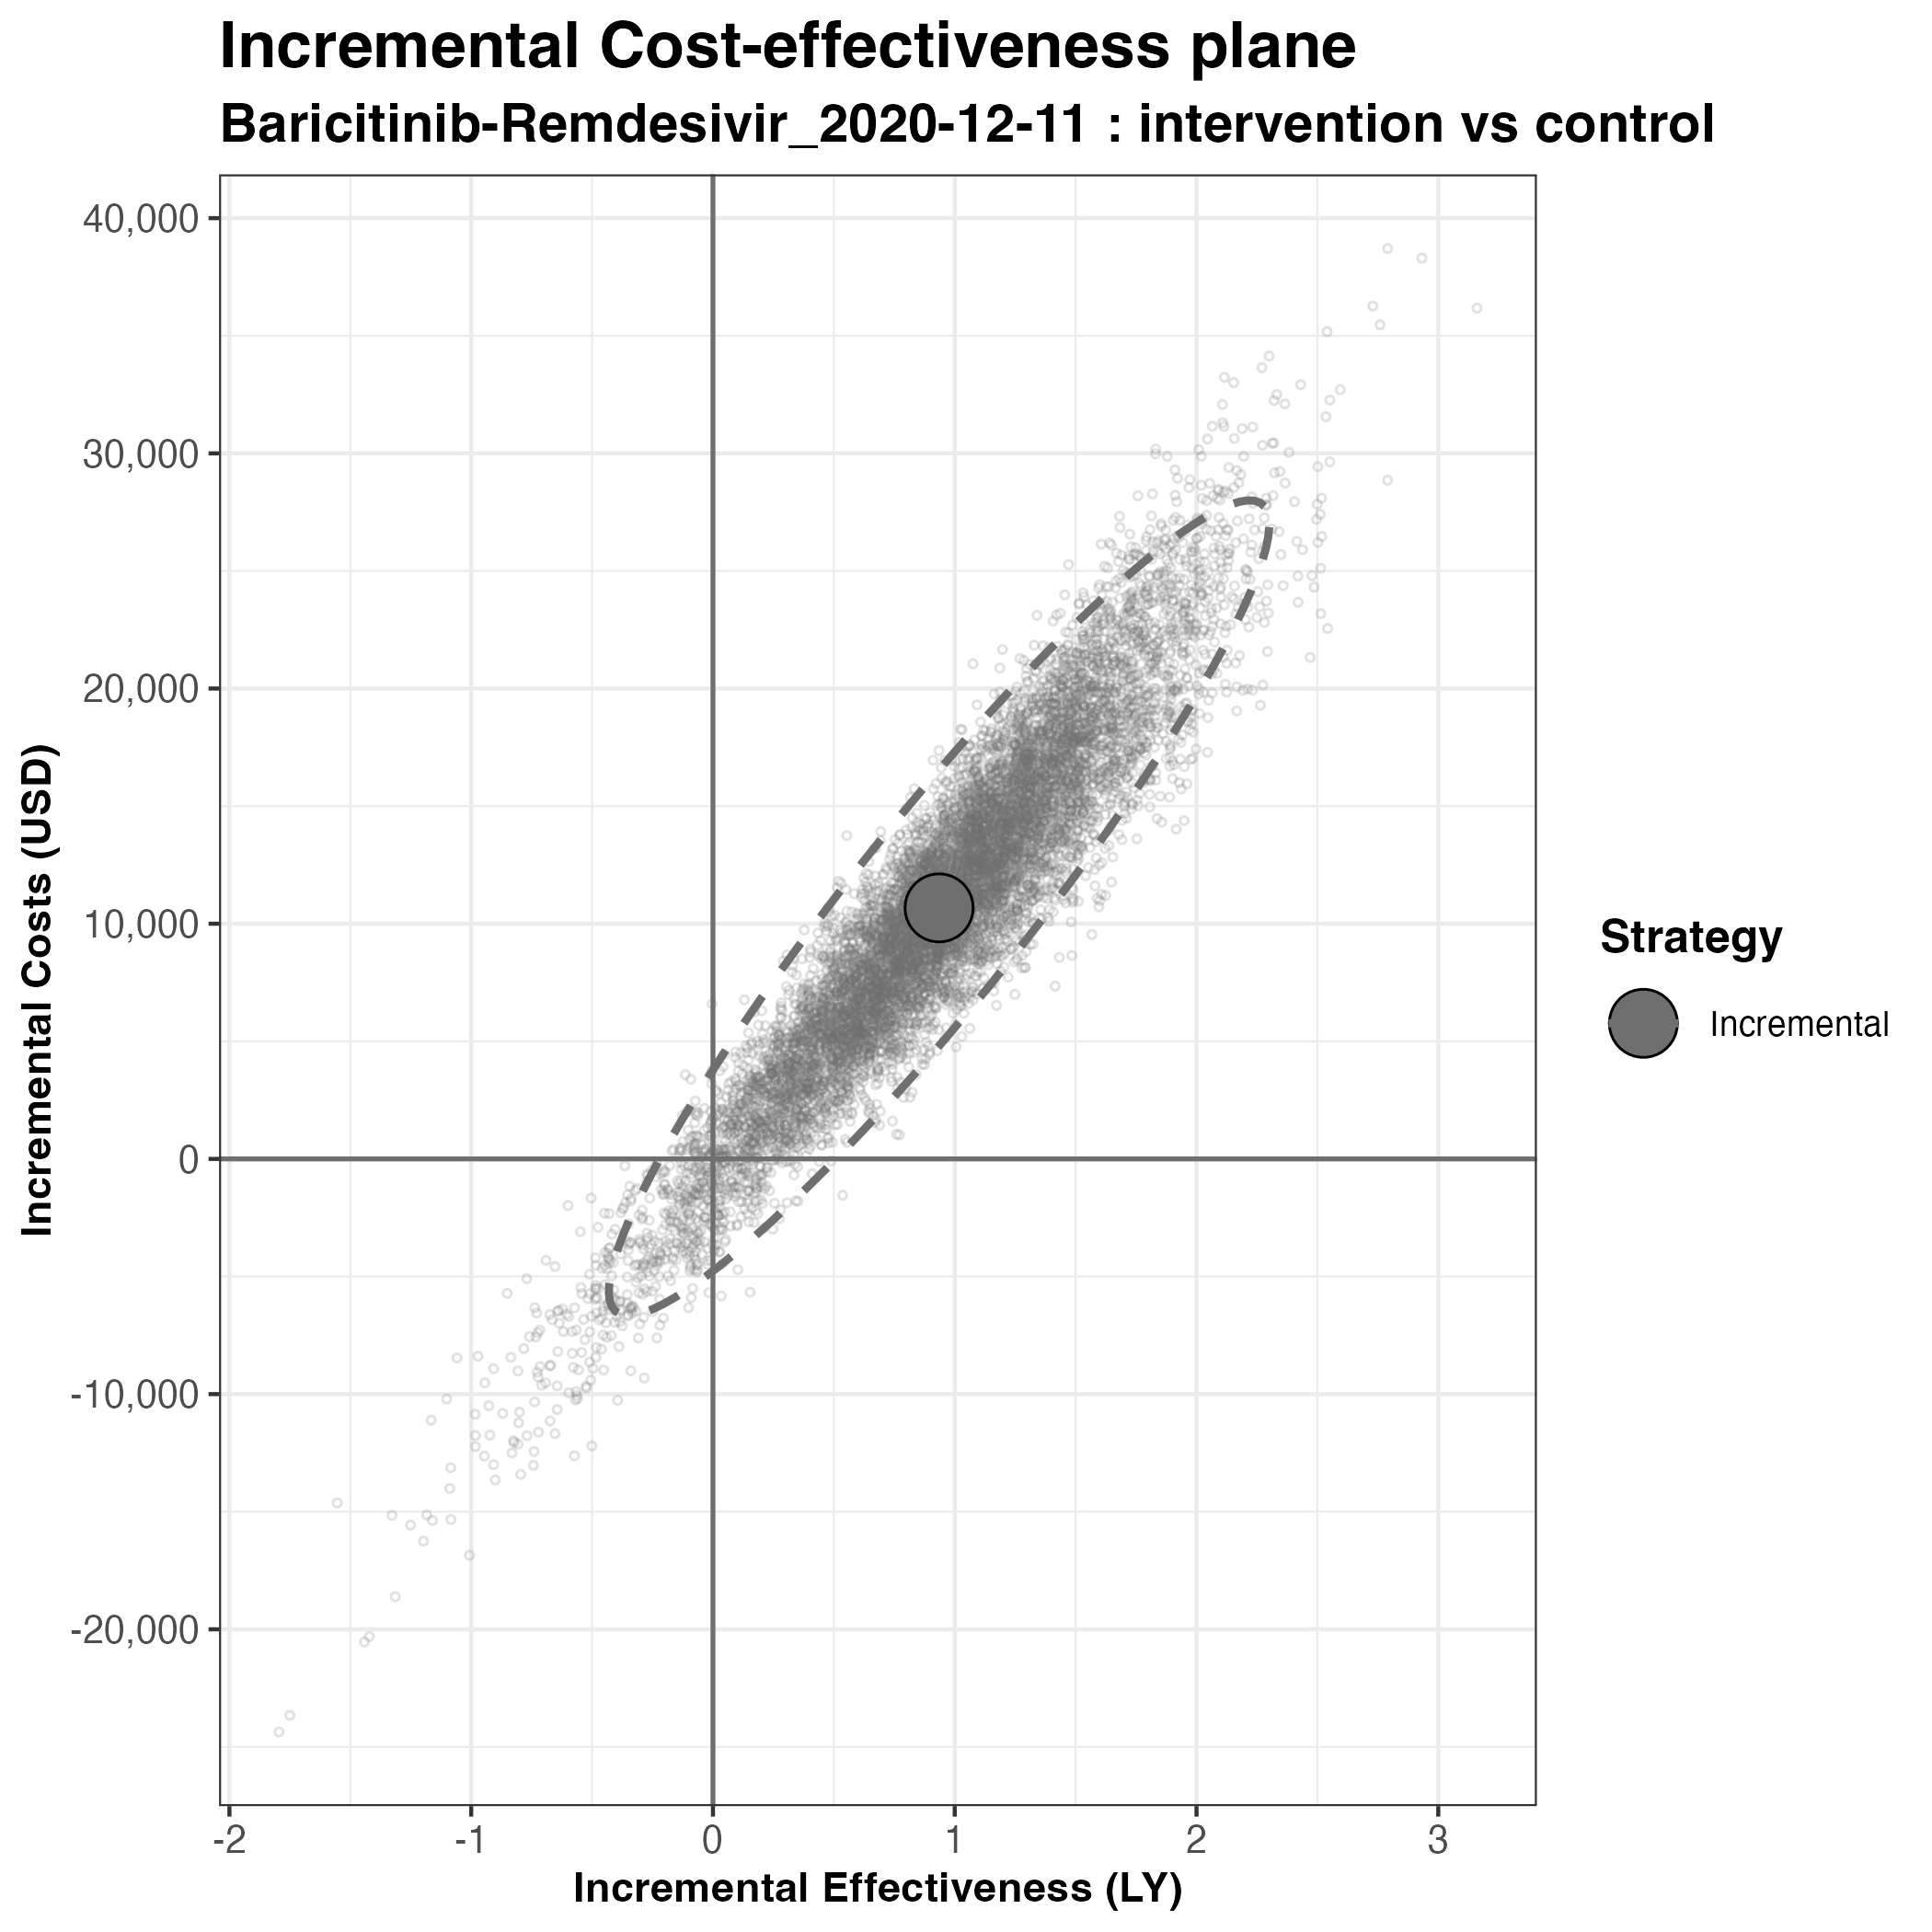 Incremental Cost-effectiveness plane
Baricitinib-Remdesivir_2020-12-11 : intervention vs control
40,000
30,000
20,000
10,000
0
-10,000
-20,000
Incremental Costs (USD)
-2
-1
0
1
2
3
Incremental Effectiveness (LY)
Strategy
Incremental